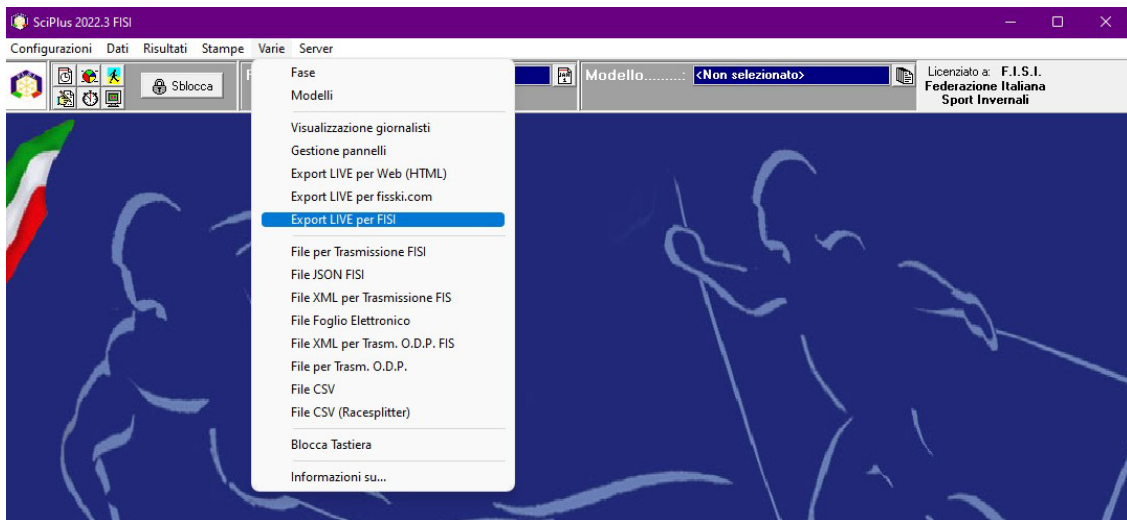 SciPlus 2022.3 FISI
Configurazioni Dati Risultati Stampe Varie Server
Sblocca
F
Modello.........: <Non selezionato>
Licenziato a: F.I.S.I.
Federazione Italiana
Sport Invernali
Fase
Modelli
Visualizzazione giornalisti
Gestione pannelli
Export LIVE per Web (HTML)
Export LIVE per fisski.com
Export LIVE per FISI
File per Trasmissione FISI
File JSON FISI
File XML per Trasmissione FIS
File Foglio Elettronico
File XML per Trasm. O.D.P. FIS
File per Trasm. O.D.P.
File CSV
File CSV (Racesplitter)
Blocca Tastiera
Informazioni su...